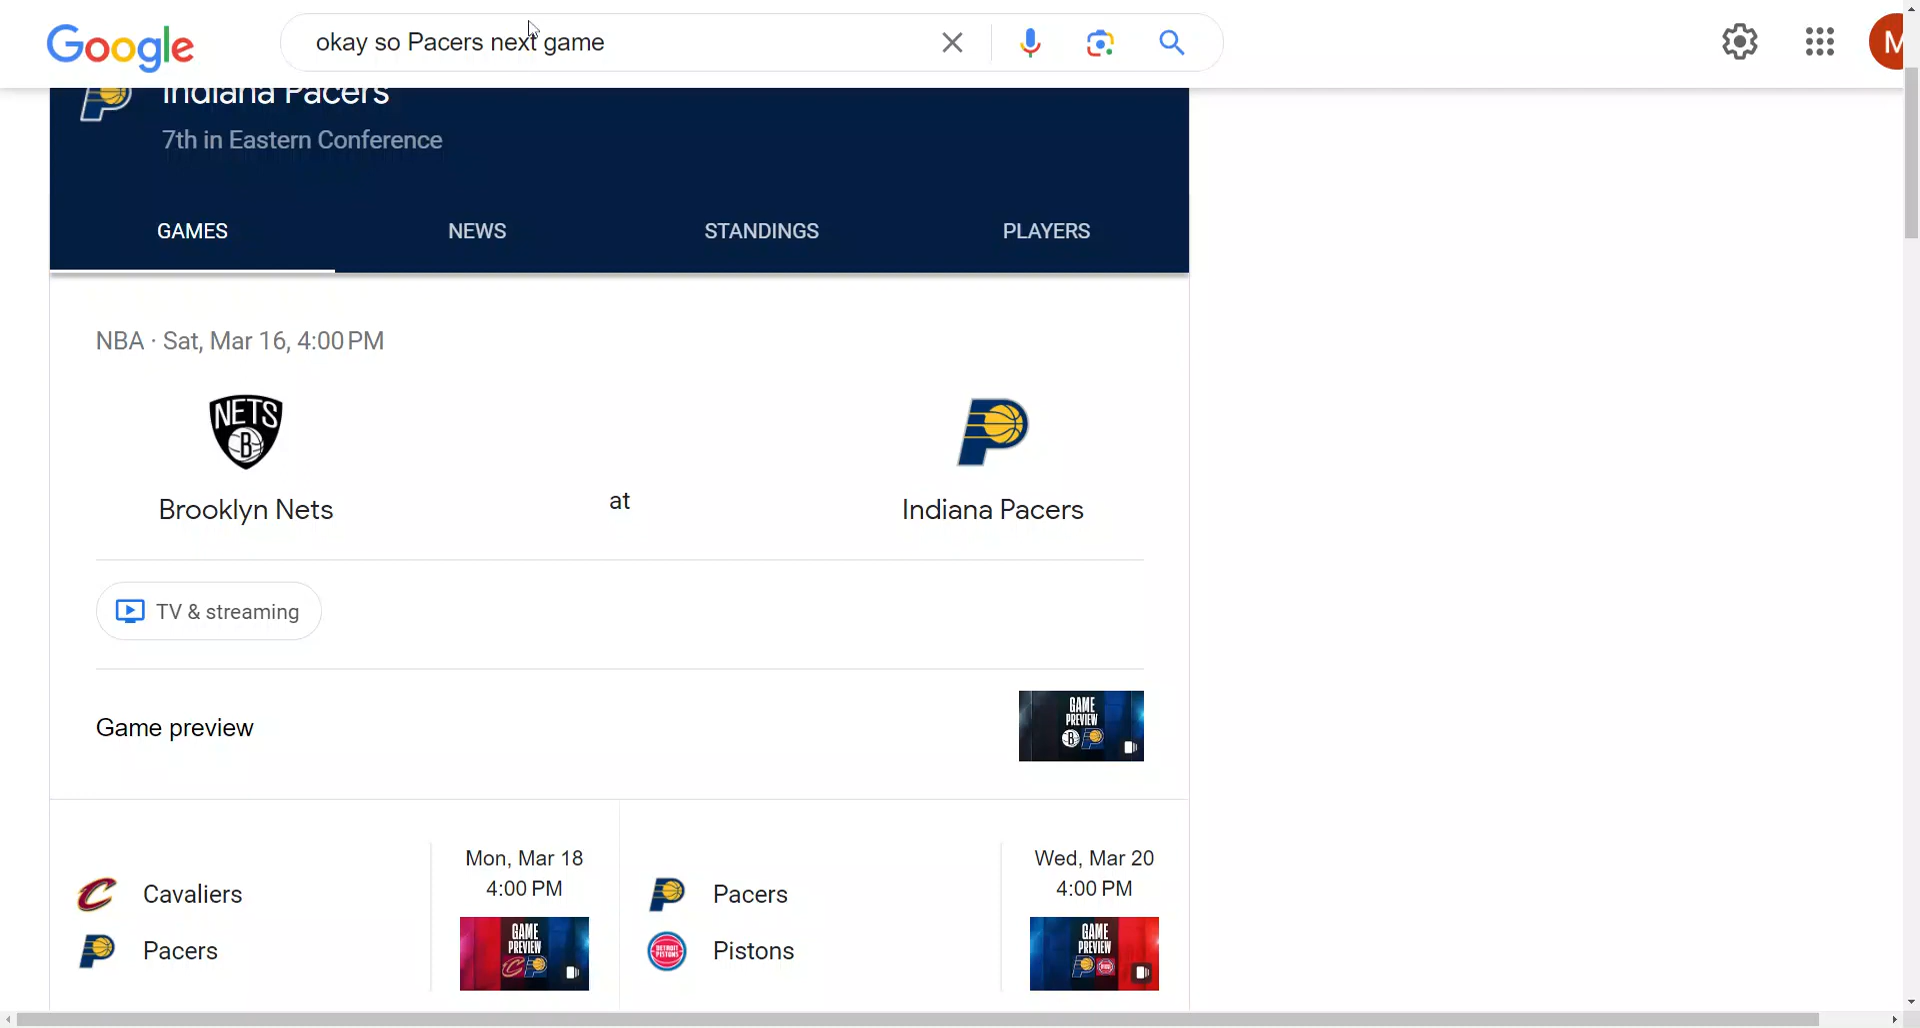 Google
okay so Pacers next game
M
Indiana Pacers
7th in Eastern Conference
GAMES
NEWS
STANDINGS
PLAYERS
NBA · Sat, Mar 16, 4:00 PM
NETS
B
Brooklyn Nets
at
Indiana Pacers
TV & streaming
Game preview
GAME
PREVIEW
Cavaliers
Pacers
Mon, Mar 18
4:00 PM
GAME
PREVIEW
Pacers
DETROIT
PISTONS
Pistons
Wed, Mar 20
4:00 PM
GAME
PREVIEW